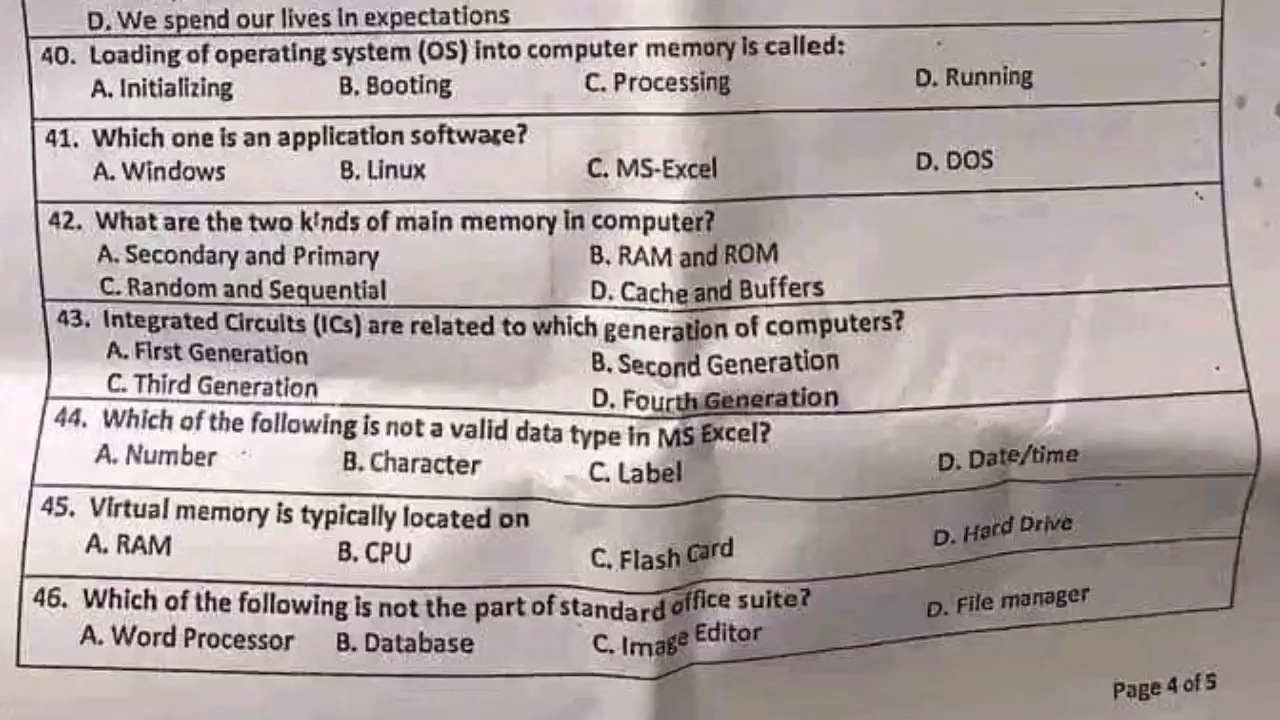 D. We spend our lives in expectations
40. Loading of operating system (OS) into computer memory is called:
A. Initializing B. Booting C. Processing D. Running
41. Which one is an application software?
A. Windows B. Linux C. MS-Excel D. DOS
42. What are the two kinds of main memory in computer?
A. Secondary and Primary B. RAM and ROM
C. Random and Sequential D. Cache and Buffers
43. Integrated Circuits (ICs) are related to which generation of computers?
A. First Generation B. Second Generation
C. Third Generation D. Fourth Generation
44. Which of the following is not a valid data type in MS Excel?
A. Number B. Character C. Label D. Date/time
45. Virtual memory is typically located on
A. RAM B. CPU C. Flash Card D. Hard Drive
46. Which of the following is not the part of standard office suite?
A. Word Processor B. Database C. Image Editor D. File manager
Page 4 of 5